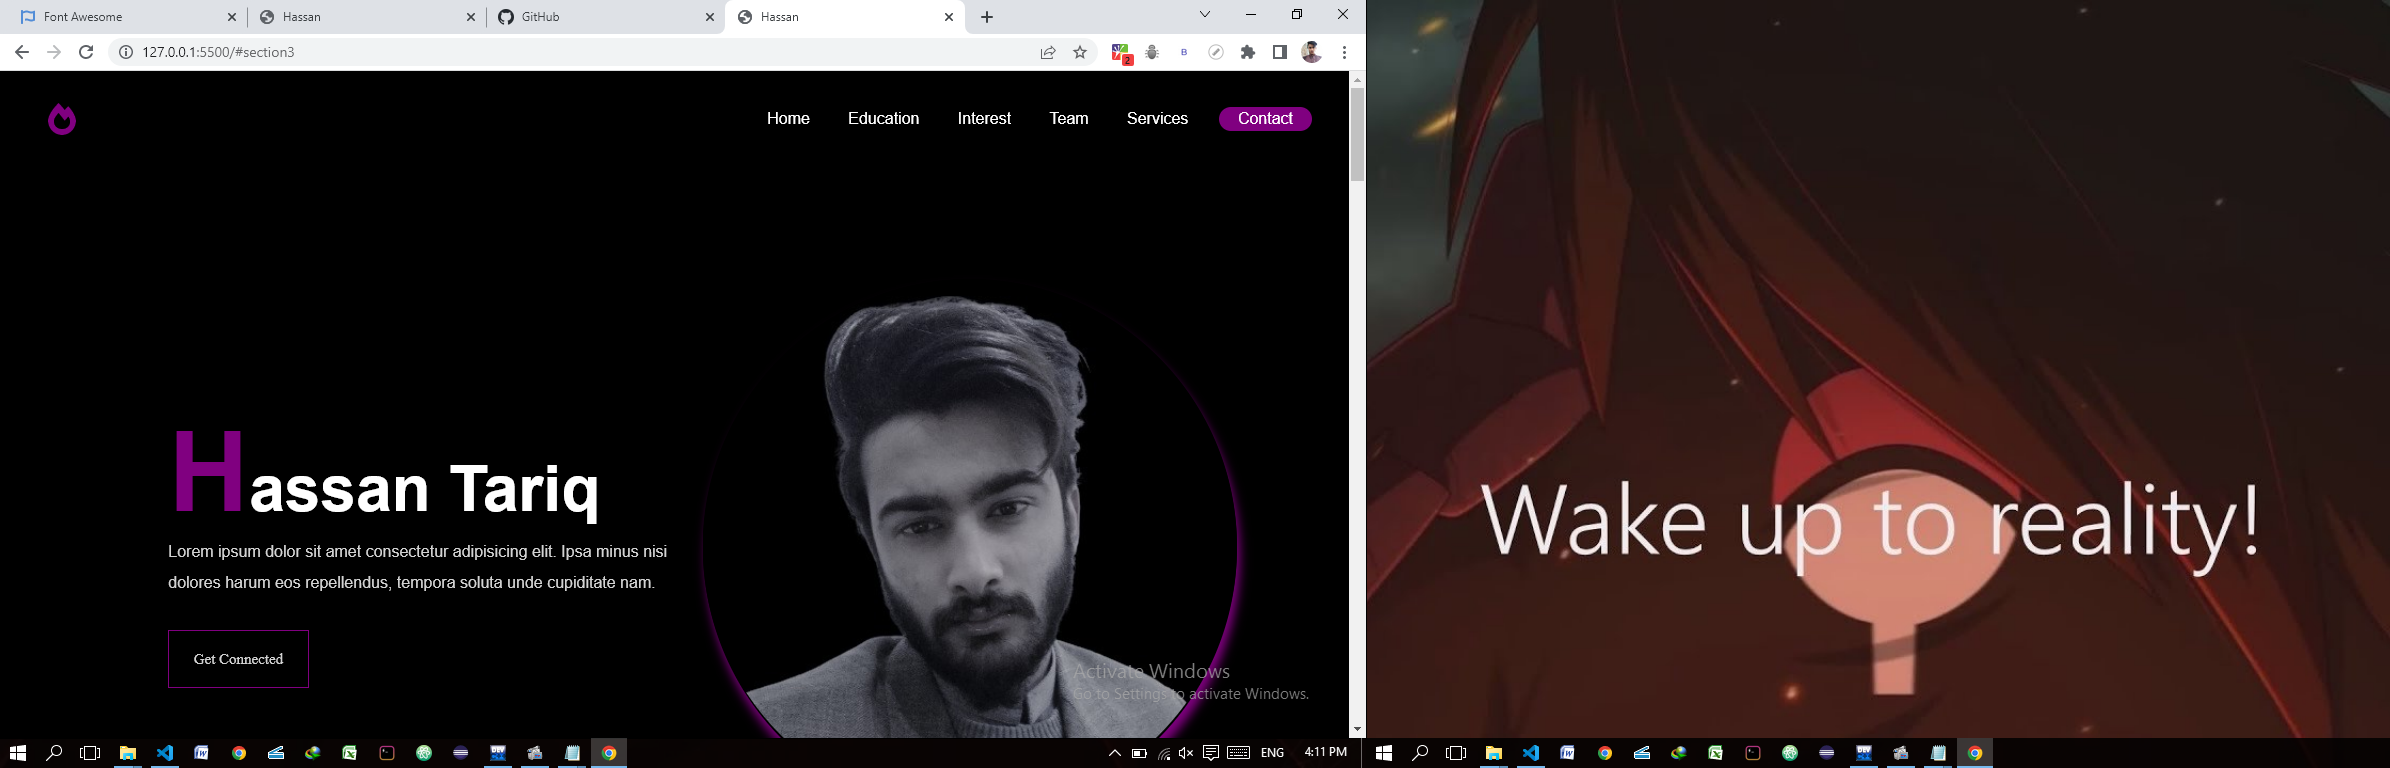 Font Awesome
Hassan
GitHub
Hassan
127.0.0.1:5500/#section3
B
2
Home
Education
Interest
Team
Services
Contact
Hassan Tariq
Lorem ipsum dolor sit amet consectetur adipisicing elit. Ipsa minus nisi
dolores harum eos repellendus, tempora soluta unde cupiditate nam.
Get Connected
Activate Windows
Go to Settings to activate Windows.
ENG
4:11 PM
Wake up to reality!